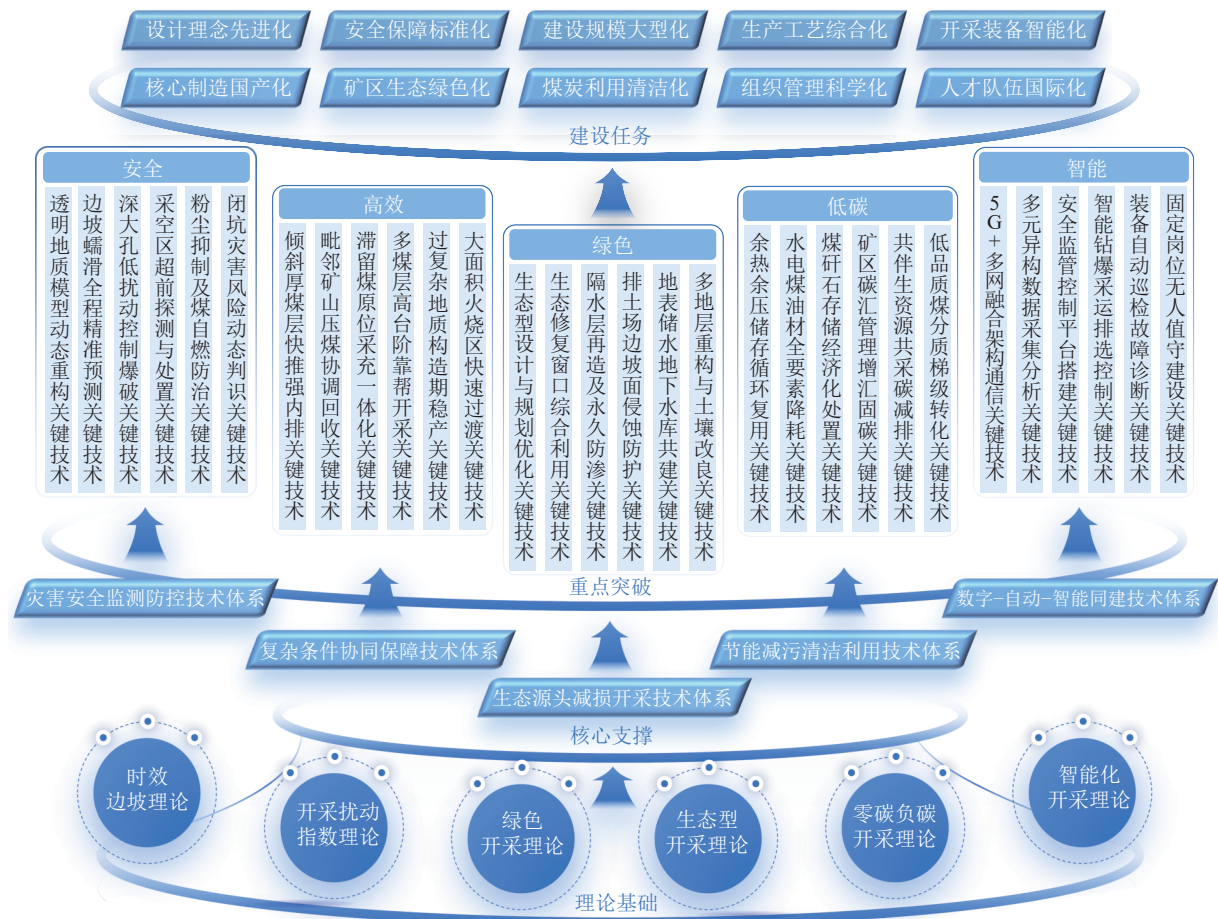 设计理念先进化
安全保障标准化
建设规模大型化
生产工艺综合化
开采装备智能化
核心制造国产化
矿区生态绿色化
煤炭利用清洁化
组织管理科学化
人才队伍国际化
建设任务
安全
透明地质模型动态重构关键技术
边坡蠕滑全程精准预测关键技术
深大孔低扰动控制爆破关键技术
采空区超前探测与处置关键技术
粉尘抑制及煤自燃防治关键技术
闭坑灾害风险动态判识关键技术
高效
倾斜厚煤层快推强内排关键技术
毗邻矿山压煤协调回收关键技术
滞留煤原位采充一体化关键技术
多煤层高台阶靠帮开采关键技术
过复杂地质构造期稳产关键技术
大面积火烧区快速过渡关键技术
绿色
生态型设计与规划优化关键技术
生态修复窗口综合利用关键技术
隔水层再造及永久防渗关键技术
排土场边坡面侵蚀防护关键技术
地表储水地下水库共建关键技术
多地层重构与土壤改良关键技术
低碳
余热余压储存循环复用关键技术
水电煤油材全要素降耗关键技术
煤矸石存储经济化处置关键技术
矿区碳汇管理增汇固碳关键技术
共伴生资源共采碳减排关键技术
低品质煤分质梯级转化关键技术
智能
5G+多网融合架构通信关键技术
多元异构数据采集分析关键技术
安全监管控制平台搭建关键技术
智能钻爆采运排选控制关键技术
装备自动巡检故障诊断关键技术
固定岗位无人值守建设关键技术
重点突破
灾害安全监测防控技术体系
复杂条件协同保障技术体系
生态源头减损开采技术体系
节能减污清洁利用技术体系
数字-自动-智能同建技术体系
核心支撑
时效
边坡理论
开采扰动
指数理论
绿色
开采理论
生态型
开采理论
零碳负碳
开采理论
智能化
开采理论
理论基础